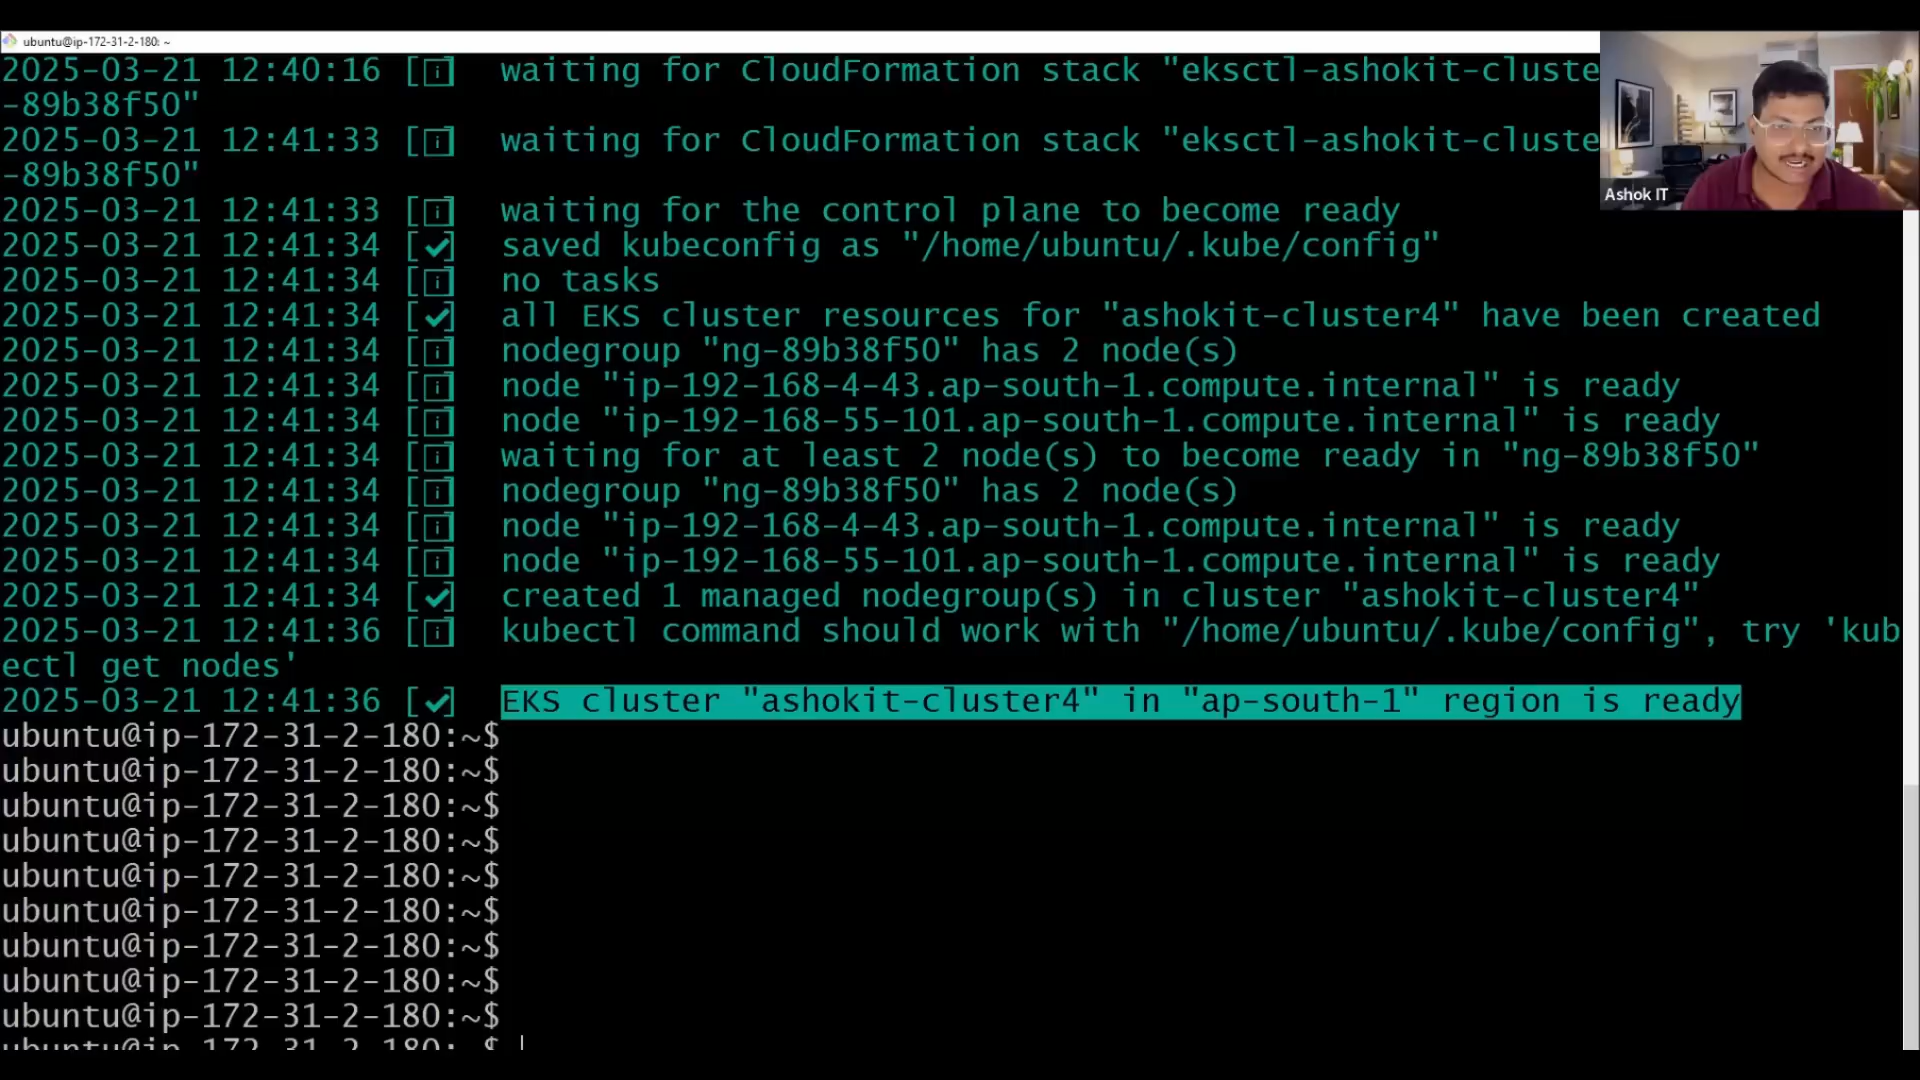 ubuntu@ip-172-31-2-180: ~
2025-03-21 12:40:16 [i] waiting for CloudFormation stack "eksctl-ashokit-cluste
-89b38f50"
2025-03-21 12:41:33 [i] waiting for CloudFormation stack "eksctl-ashokit-cluste
-89b38f50"
Ashok IT
2025-03-21 12:41:33 [i] waiting for the control plane to become ready
2025-03-21 12:41:34 [✔] saved kubeconfig as "/home/ubuntu/.kube/config"
2025-03-21 12:41:34 [i] no tasks
2025-03-21 12:41:34 [✔] all EKS cluster resources for "ashokit-cluster4" have been created
2025-03-21 12:41:34 [i] nodegroup "ng-89b38f50" has 2 node(s)
2025-03-21 12:41:34 [i] node "ip-192-168-4-43.ap-south-1.compute.internal" is ready
2025-03-21 12:41:34 [i] node "ip-192-168-55-101.ap-south-1.compute.internal" is ready
2025-03-21 12:41:34 [i] waiting for at least 2 node(s) to become ready in "ng-89b38f50"
2025-03-21 12:41:34 [i] nodegroup "ng-89b38f50" has 2 node(s)
2025-03-21 12:41:34 [i] node "ip-192-168-4-43.ap-south-1.compute.internal" is ready
2025-03-21 12:41:34 [i] node "ip-192-168-55-101.ap-south-1.compute.internal" is ready
2025-03-21 12:41:34 [✔] created 1 managed nodegroup(s) in cluster "ashokit-cluster4"
2025-03-21 12:41:36 [i] kubectl command should work with "/home/ubuntu/.kube/config", try 'kub
ectl get nodes'
2025-03-21 12:41:36 [✔] EKS cluster "ashokit-cluster4" in "ap-south-1" region is ready
ubuntu@ip-172-31-2-180:~$
ubuntu@ip-172-31-2-180:~$
ubuntu@ip-172-31-2-180:~$
ubuntu@ip-172-31-2-180:~$
ubuntu@ip-172-31-2-180:~$
ubuntu@ip-172-31-2-180:~$
ubuntu@ip-172-31-2-180:~$
ubuntu@ip-172-31-2-180:~$
ubuntu@ip-172-31-2-180:~$
ubuntu@ip-172-31-2-180:~$